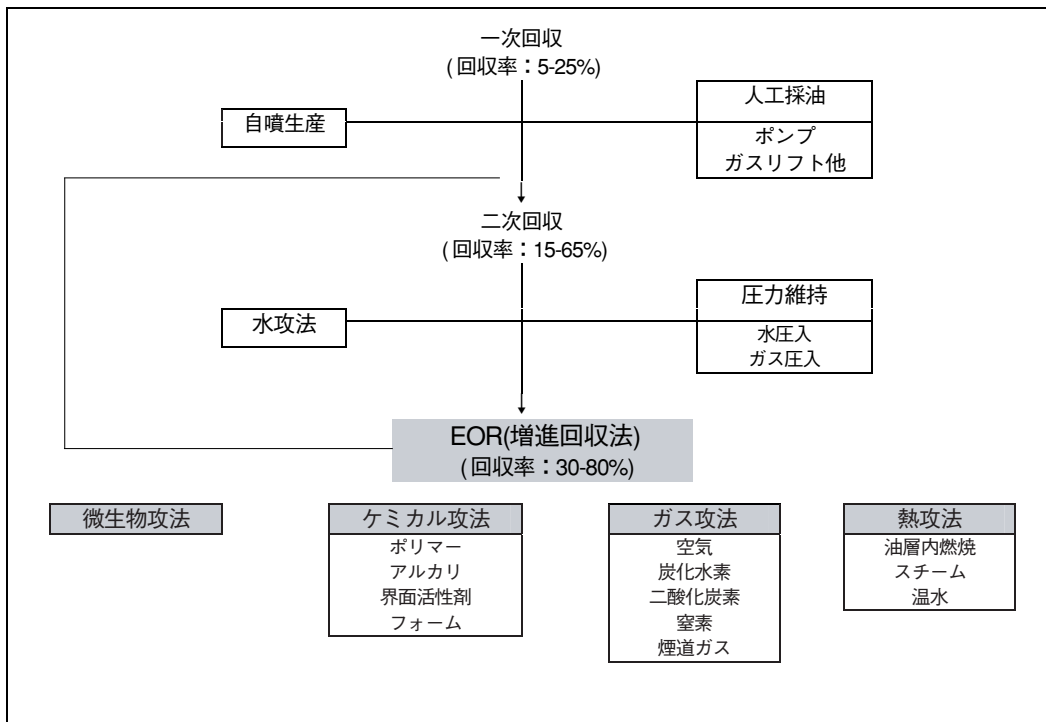 一次回収
(回収率：5-25%)
自噴生産
人工採油
ポンプ
ガスリフト他
二次回収
(回収率：15-65%)
水攻法
圧力維持
水圧入
ガス圧入
EOR(増進回収法)
(回収率：30-80%)
微生物攻法
ケミカル攻法
ポリマー
アルカリ
界面活性剤
フォーム
ガス攻法
空気
炭化水素
二酸化炭素
窒素
煙道ガス
熱攻法
油層内燃焼
スチーム
温水